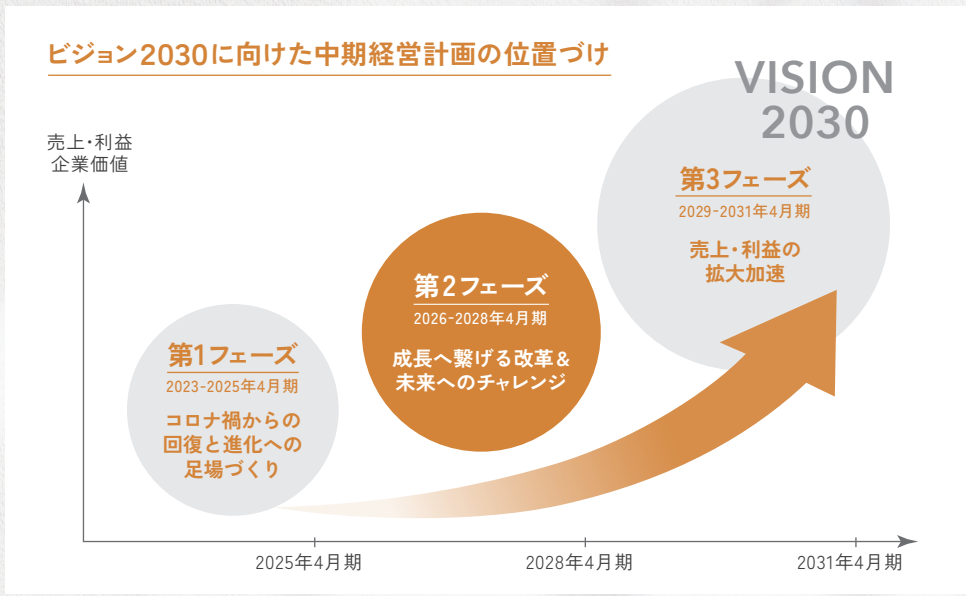 ビジョン2030に向けた中期経営計画の位置づけ
VISION
2030
売上・利益
企業価値
第3フェーズ
2029-2031年4月期
売上・利益の
拡大加速
第2フェーズ
2026-2028年4月期
成長へ繋げる改革&
未来へのチャレンジ
第1フェーズ
2023-2025年4月期
コロナ禍からの
回復と進化への
足場づくり
2025年4月期
2028年4月期
2031年4月期